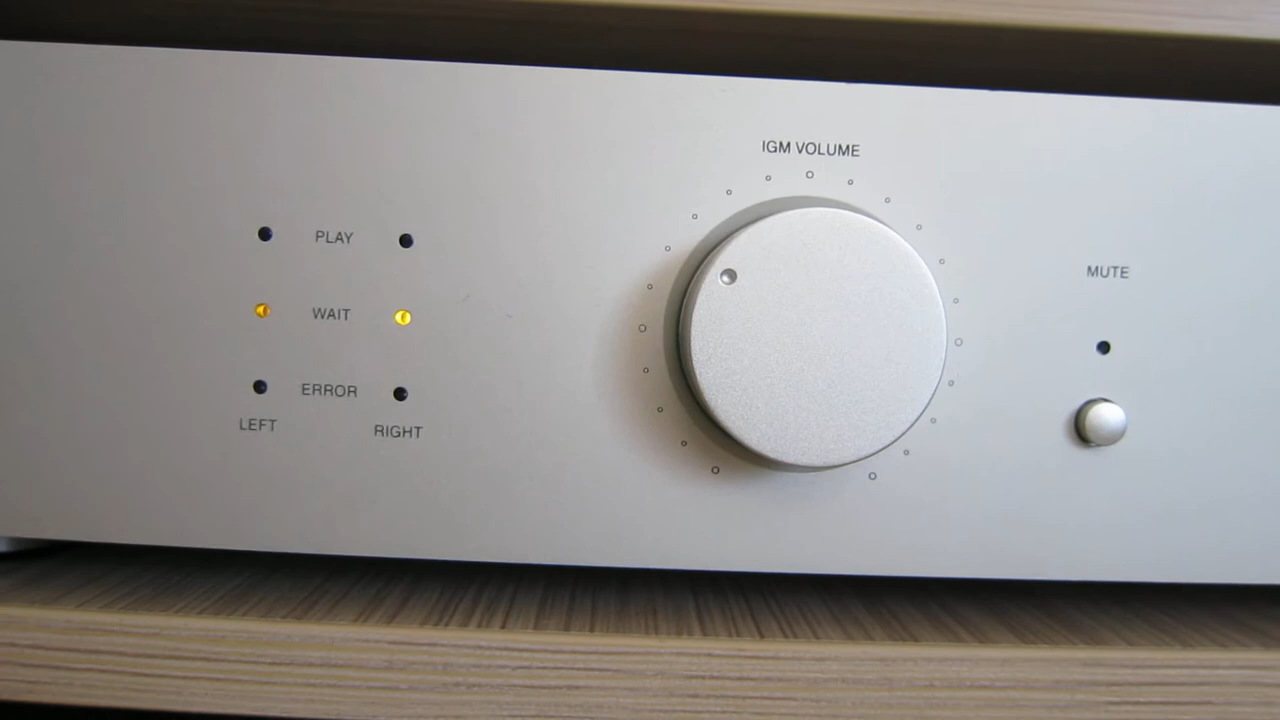 IGM VOLUME
PLAY
WAIT
ERROR
LEFT
RIGHT
MUTE